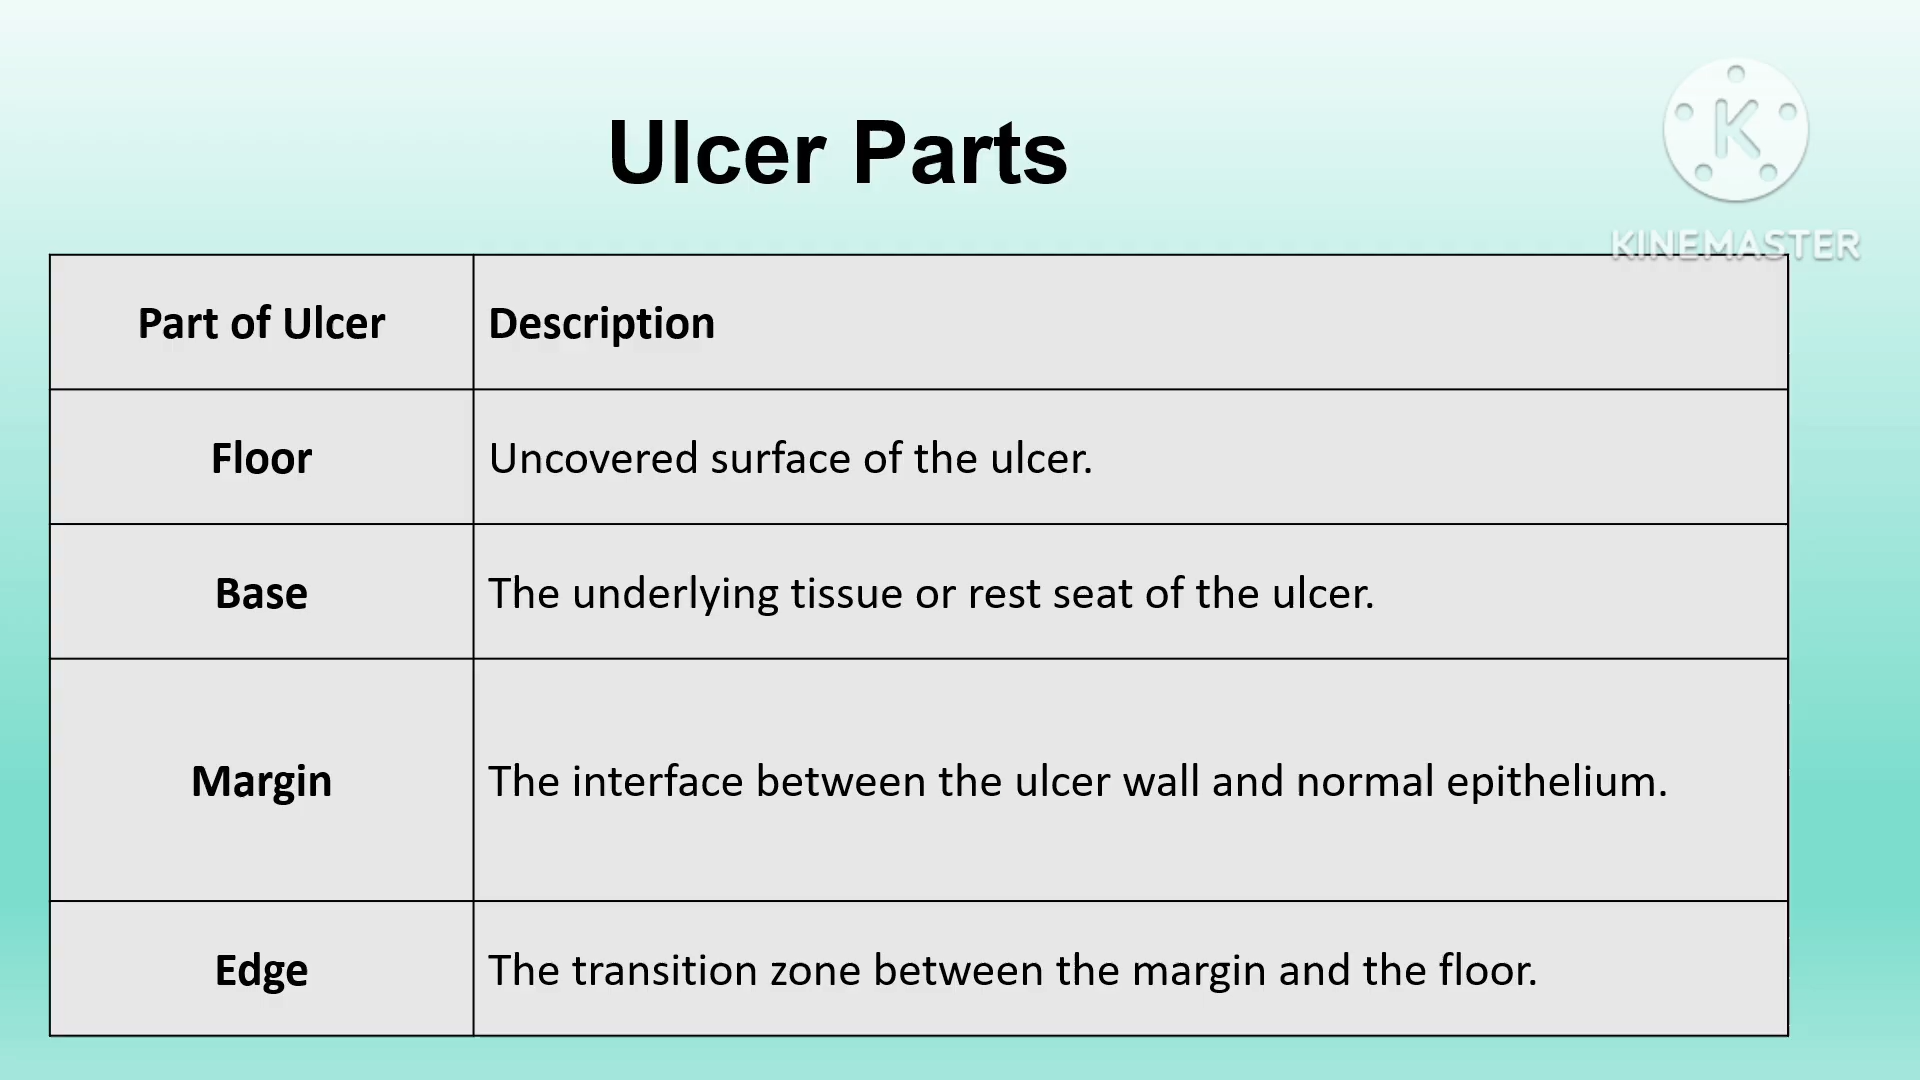 Ulcer Parts
K
KINEMASTER
Part of Ulcer
Description
Floor
Uncovered surface of the ulcer.
Base
The underlying tissue or rest seat of the ulcer.
Margin
The interface between the ulcer wall and normal epithelium.
Edge
The transition zone between the margin and the floor.